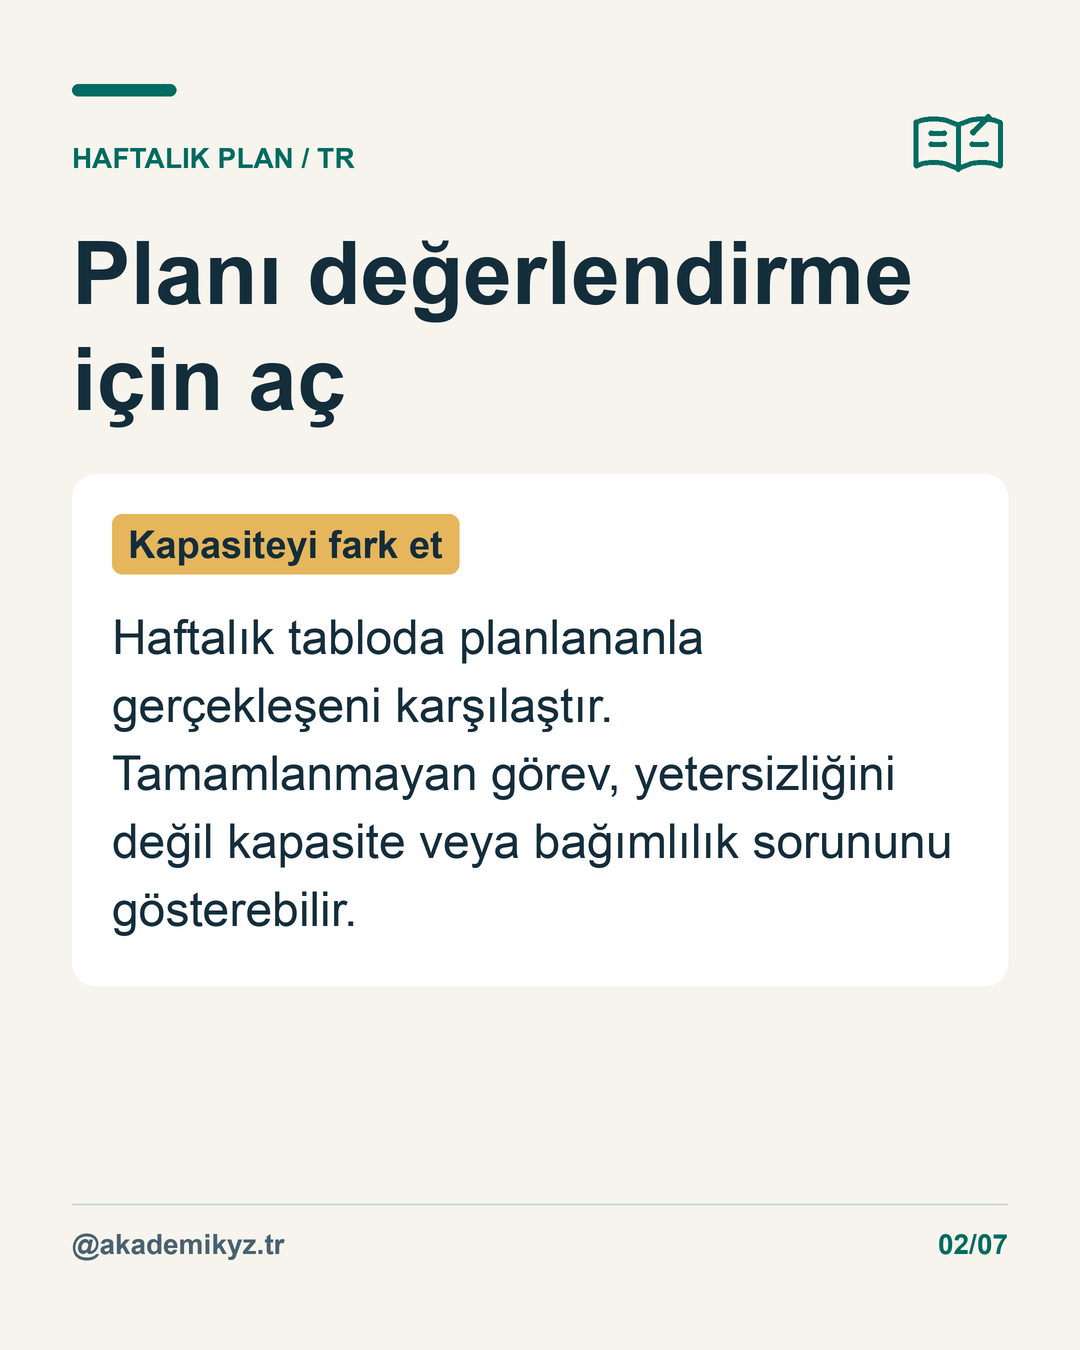 HAFTALIK PLAN / TR
Planı değerlendirme
için aç
Kapasiteyi fark et
Haftalık tabloda planlananla
gerçekleşeni karşılaştır.
Tamamlanmayan görev, yetersizliğini
değil kapasite veya bağımlılık sorununu
gösterebilir.
@akademikyz.tr
02/07